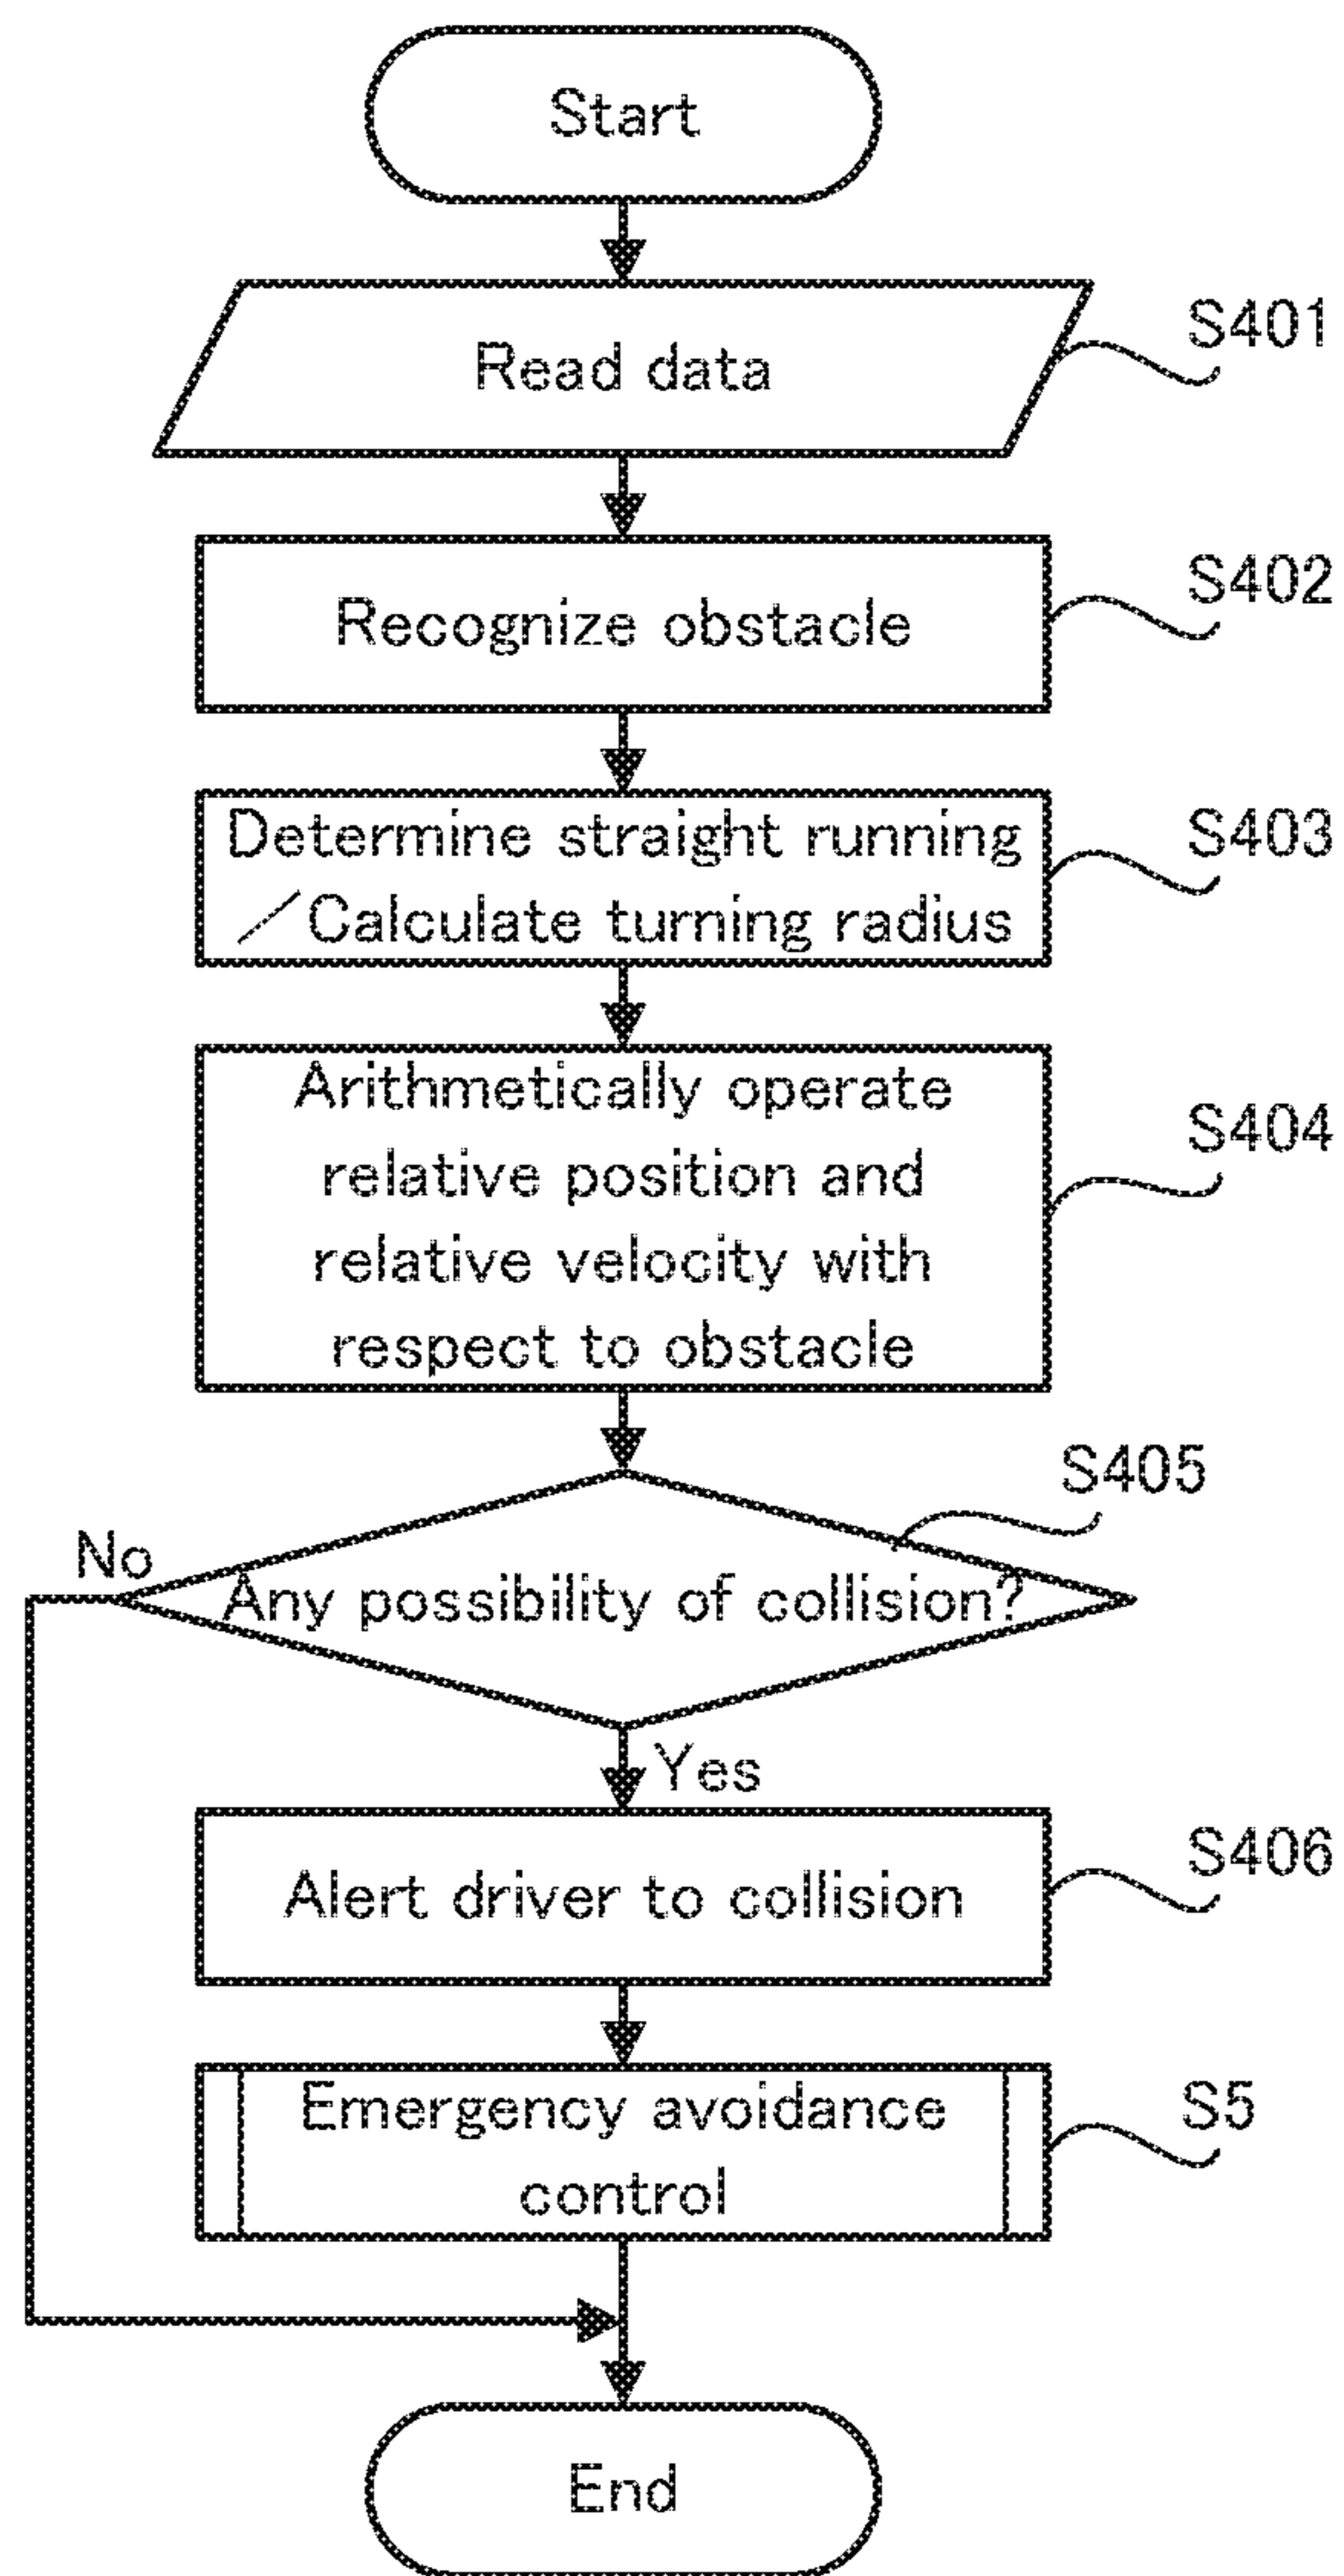 Start
Read data
S401
Recognize obstacle
S402
Determine straight running
／Calculate turning radius
S403
Arithmetically operate
relative position and
relative velocity with
respect to obstacle
S404
S405
No
Any possibility of collision?
Yes
Alert driver to collision
S406
Emergency avoidance
control
S5
End